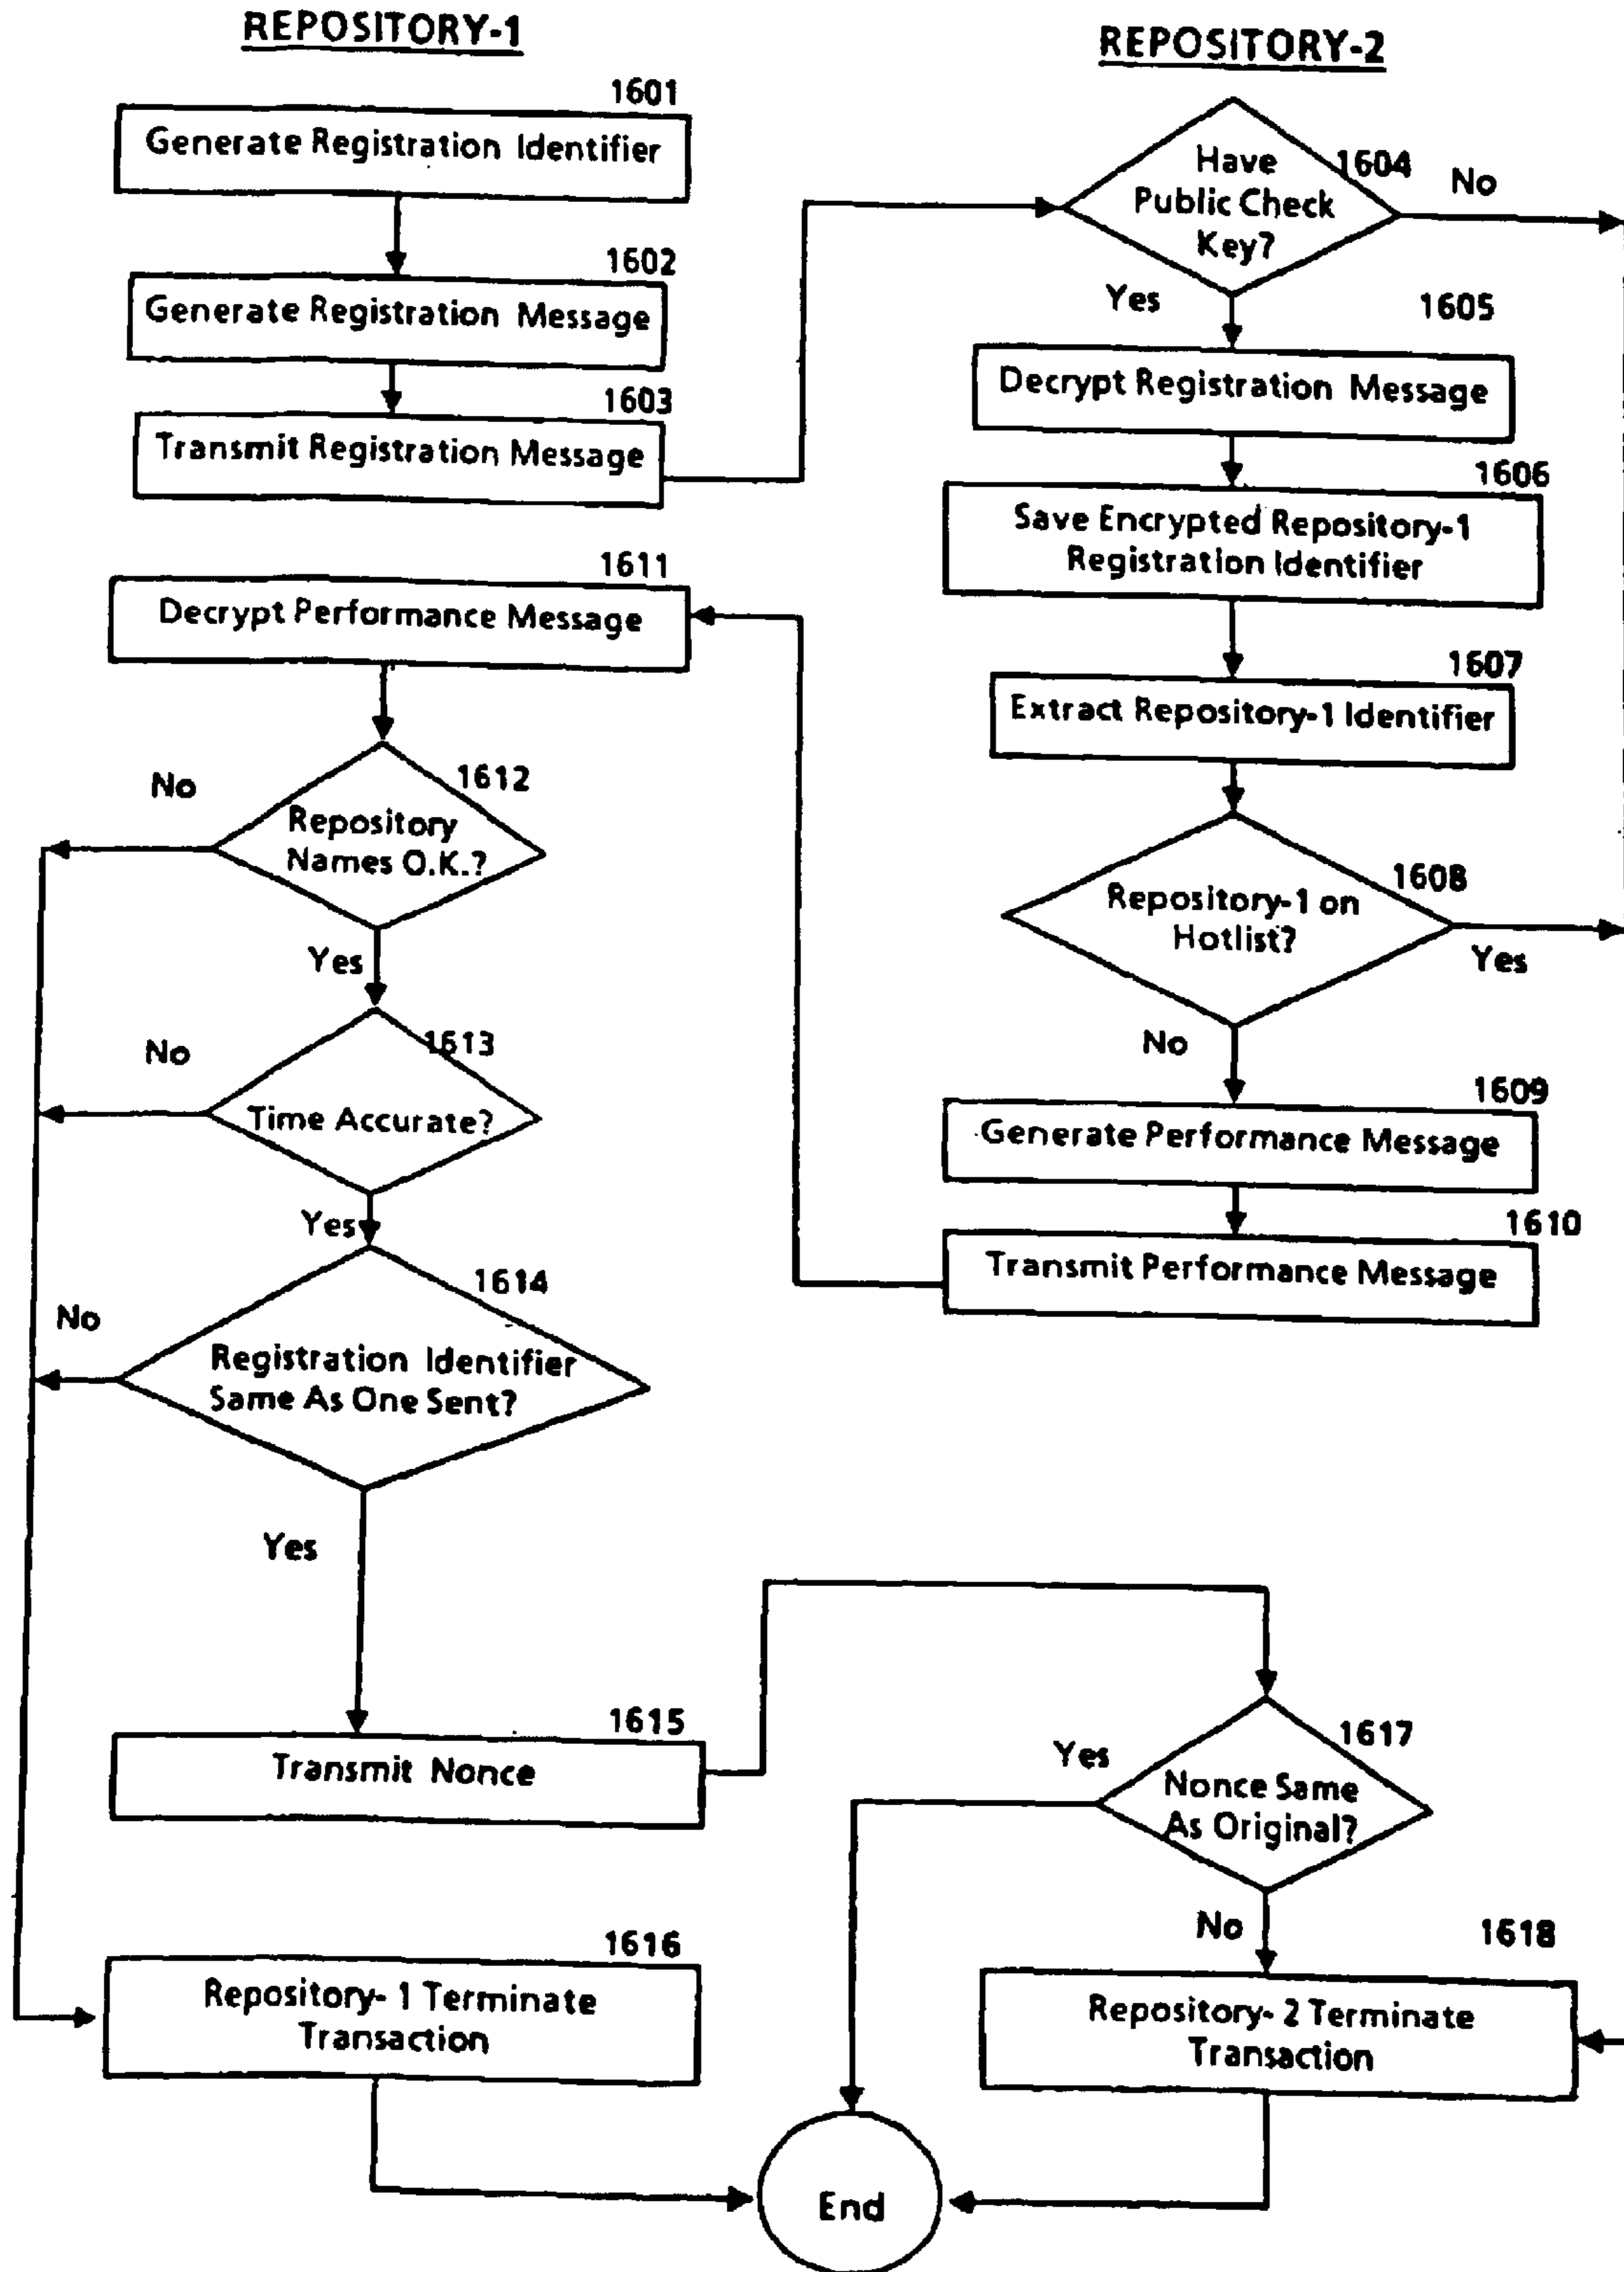 REPOSITORY-1
1601
Generate Registration Identifier
1602
Generate Registration Message
1603
Transmit Registration Message
1611
Decrypt Performance Message
No
1612
Repository
Names O.K.?
Yes
No
1613
Time Accurate?
Yes
1614
No
Registration Identifier
Same As One Sent?
Yes
1615
Transmit Nonce
1616
Repository- 1 Terminate
Transaction
REPOSITORY-2
1604
No
Have
Public Check
Key?
Yes
1605
Decrypt Registration Message
1606
Save Encrypted Repository-1
Registration Identifier
1607
Extract Repository-1 Identifier
1608
Repository-1 on
Hotlist?
Yes
No
1609
Generate Performance Message
1610
Transmit Performance Message
1617
Yes
Nonce Same
As Original?
No
1618
Repository- 2 Terminate
Transaction
End